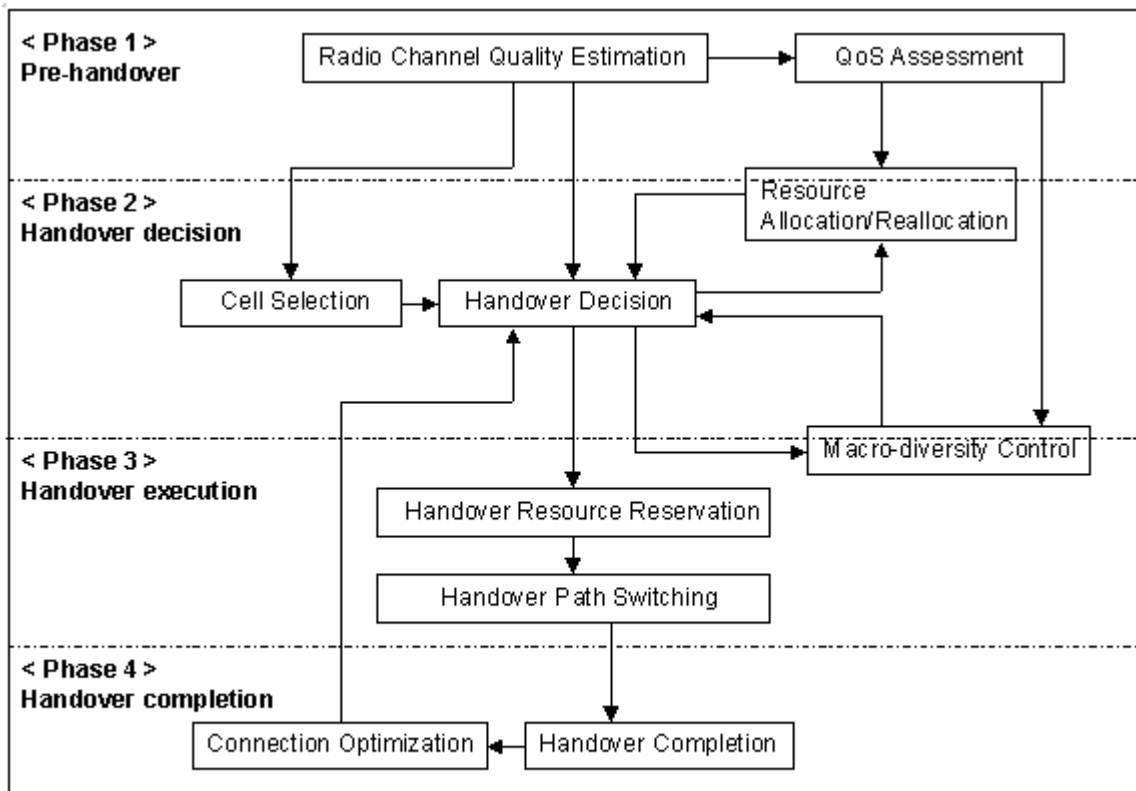 < Phase 1 >
Pre-handover
Radio Channel Quality Estimation
QoS Assessment
< Phase 2 >
Handover decision
Resource
Allocation/Reallocation
Cell Selection
Handover Decision
Macro-diversity Control
< Phase 3 >
Handover execution
Handover Resource Reservation
Handover Path Switching
< Phase 4 >
Handover completion
Connection Optimization
Handover Completion